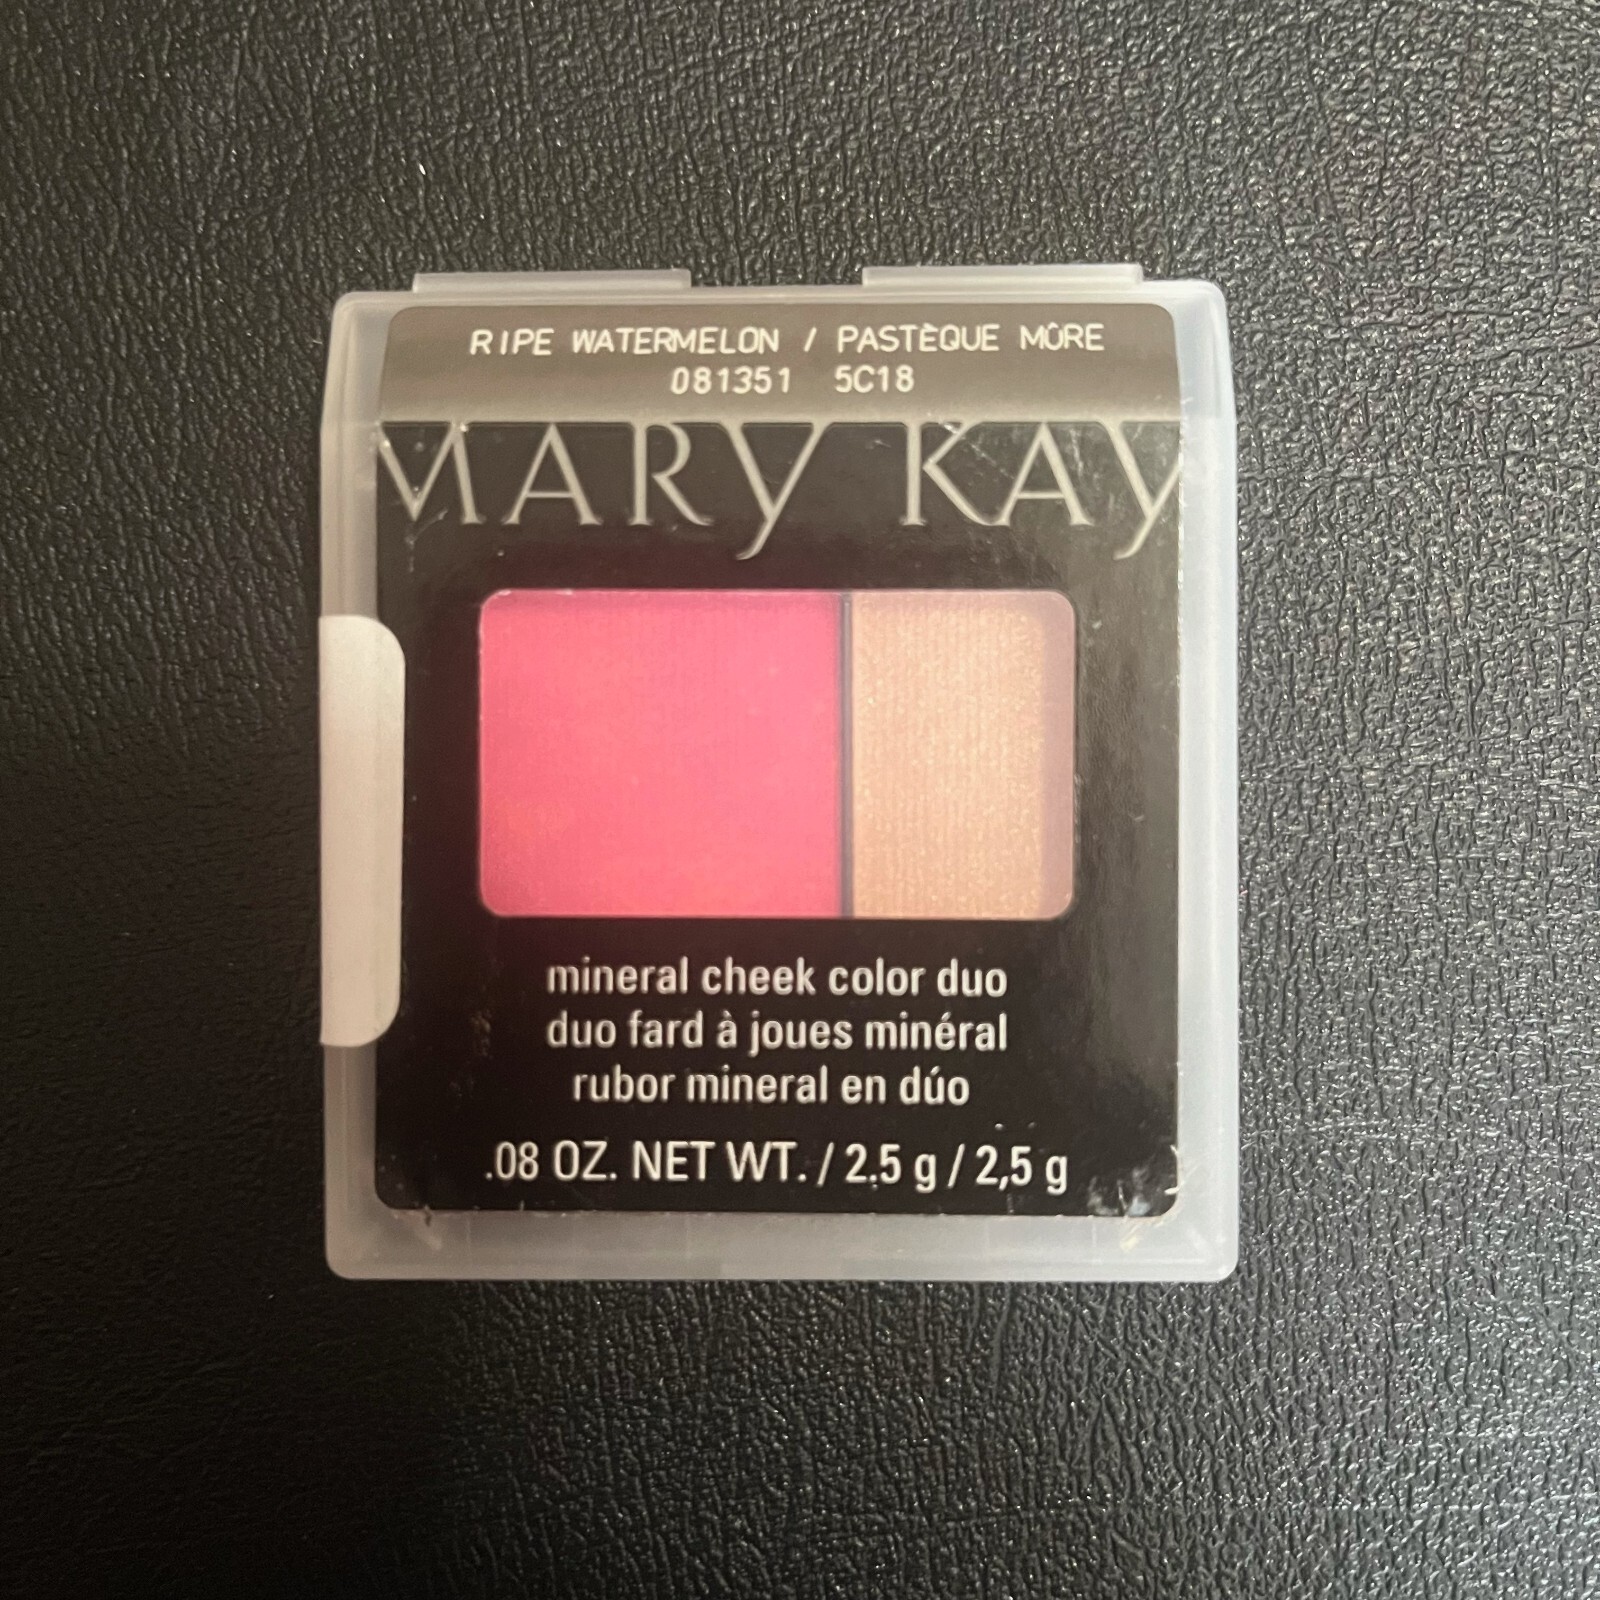 RIPE WATERMELON / PASTÈQUE MÛRE
081351 5C18
MARY KAY
mineral cheek color duo
duo fard à joues minéral
rubor mineral en dúo
.08 OZ. NET WT. / 2.5 g / 2,5 g